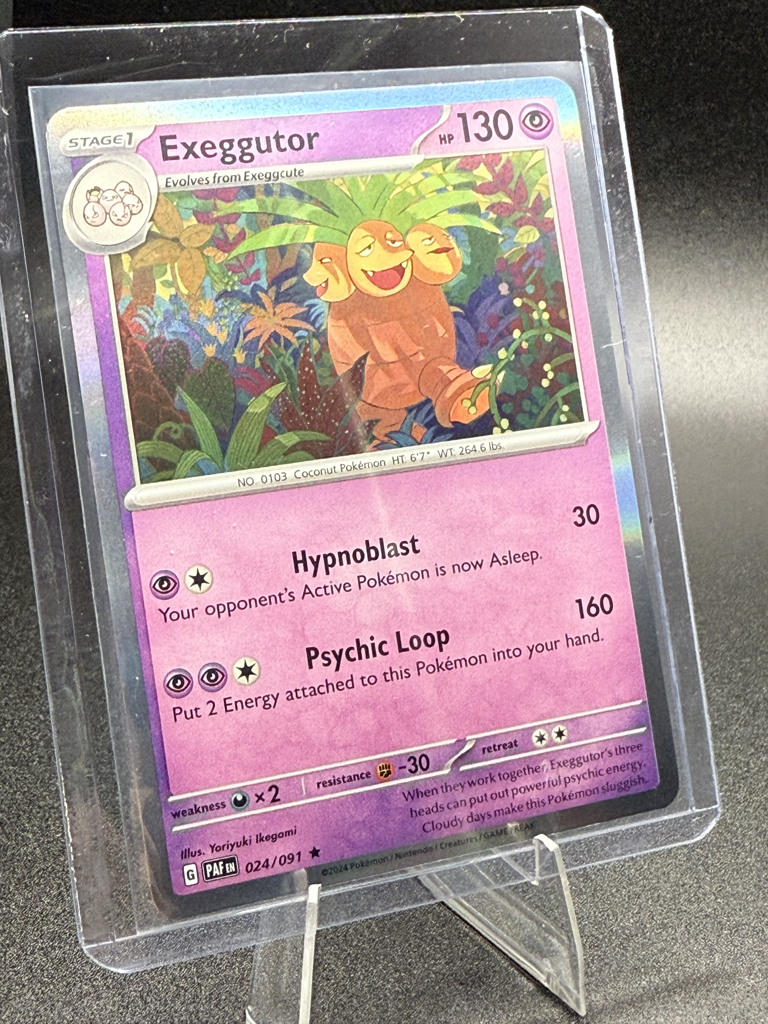 STAGE 1 Exeggutor HP 130
Evolves from Exeggcute
NO. 0103 Coconut Pokémon HT. 6'7" WT. 264.6 lbs.
Hypnoblast 30
Your opponent's Active Pokémon is now Asleep.
Psychic Loop 160
Put 2 Energy attached to this Pokémon into your hand.
weakness ×2 resistance -30 retreat
When they work together, Exeggutor's three
heads can put out powerful psychic energy.
Cloudy days make this Pokémon sluggish.
Illus. Yoriyuki Ikegami
G PAF EN 024/091 ★
©2024 Pokémon / Nintendo / Creatures / GAME FREAK